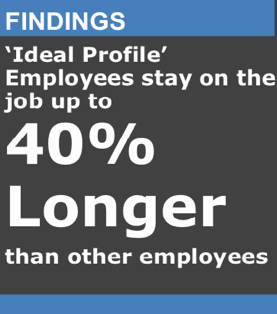 FINDINGS
‘Ideal Profile’
Employees stay on the
job up to
40%
Longer
than other employees